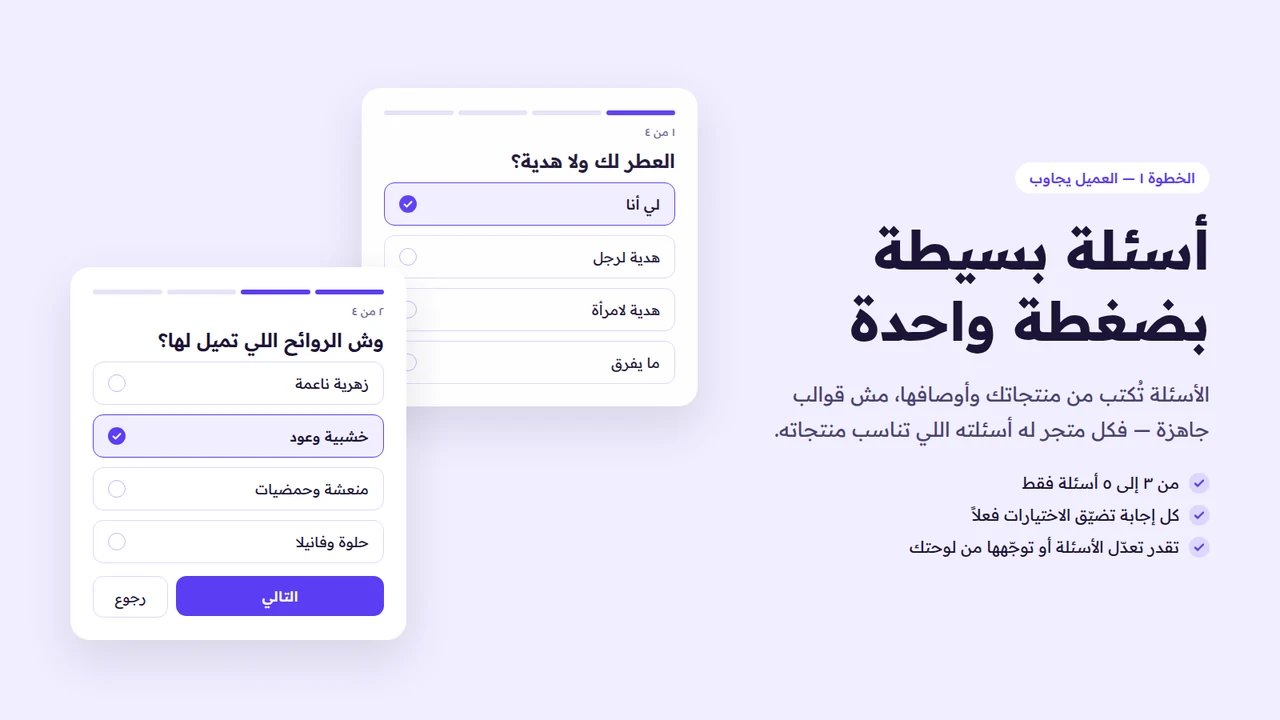 الخطوة ١ — العميل يجاوب
أسئلة بسيطة
بضغطة واحدة
الأسئلة تُكتب من منتجاتك وأوصافها، مش قوالب
جاهزة — فكل متجر له أسئلته اللي تناسب منتجاته.
من ٣ إلى ٥ أسئلة فقط
كل إجابة تضيّق الاختيارات فعلاً
تقدر تعدّل الأسئلة أو توجّهها من لوحتك
١ من ٤
العطر لك ولا هدية؟
لي أنا
هدية لرجل
هدية لامرأة
ما يفرق
٢ من ٤
وش الروائح اللي تميل لها؟
زهرية ناعمة
خشبية وعود
منعشة وحمضيات
حلوة وفانيلا
التالي
رجوع